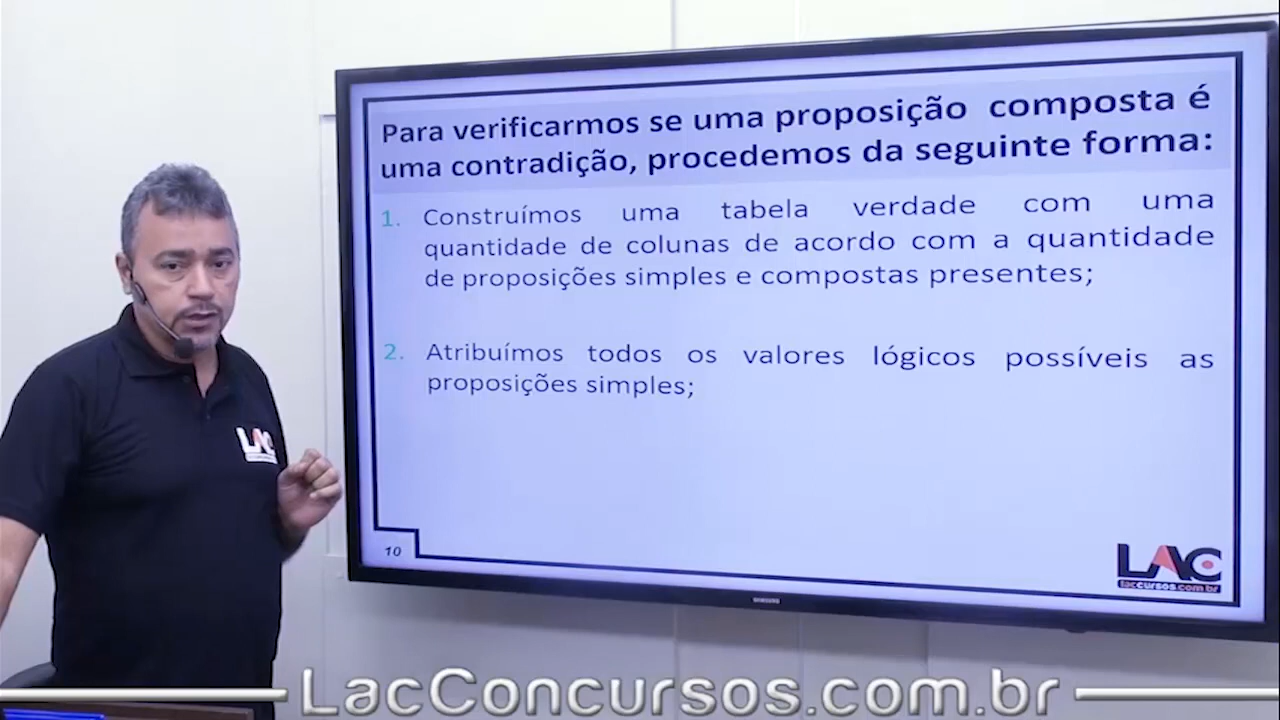 Para verificarmos se uma proposição composta é
uma contradição, procedemos da seguinte forma:
1. Construímos uma tabela verdade com uma
quantidade de colunas de acordo com a quantidade
de proposições simples e compostas presentes;
2. Atribuímos todos os valores lógicos possíveis as
proposições simples;
LAC
10
LAC
laccursos.com.br
SAMSUNG
LacConcursos.com.br